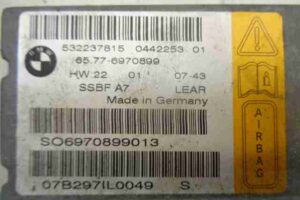 BMW
532237815 0442253 01
65.77-6970899
HW:22 01 07-43
SSBF A7 LEAR
Made in Germany
SO6970899013
07B297IL0049 S
AIRBAG